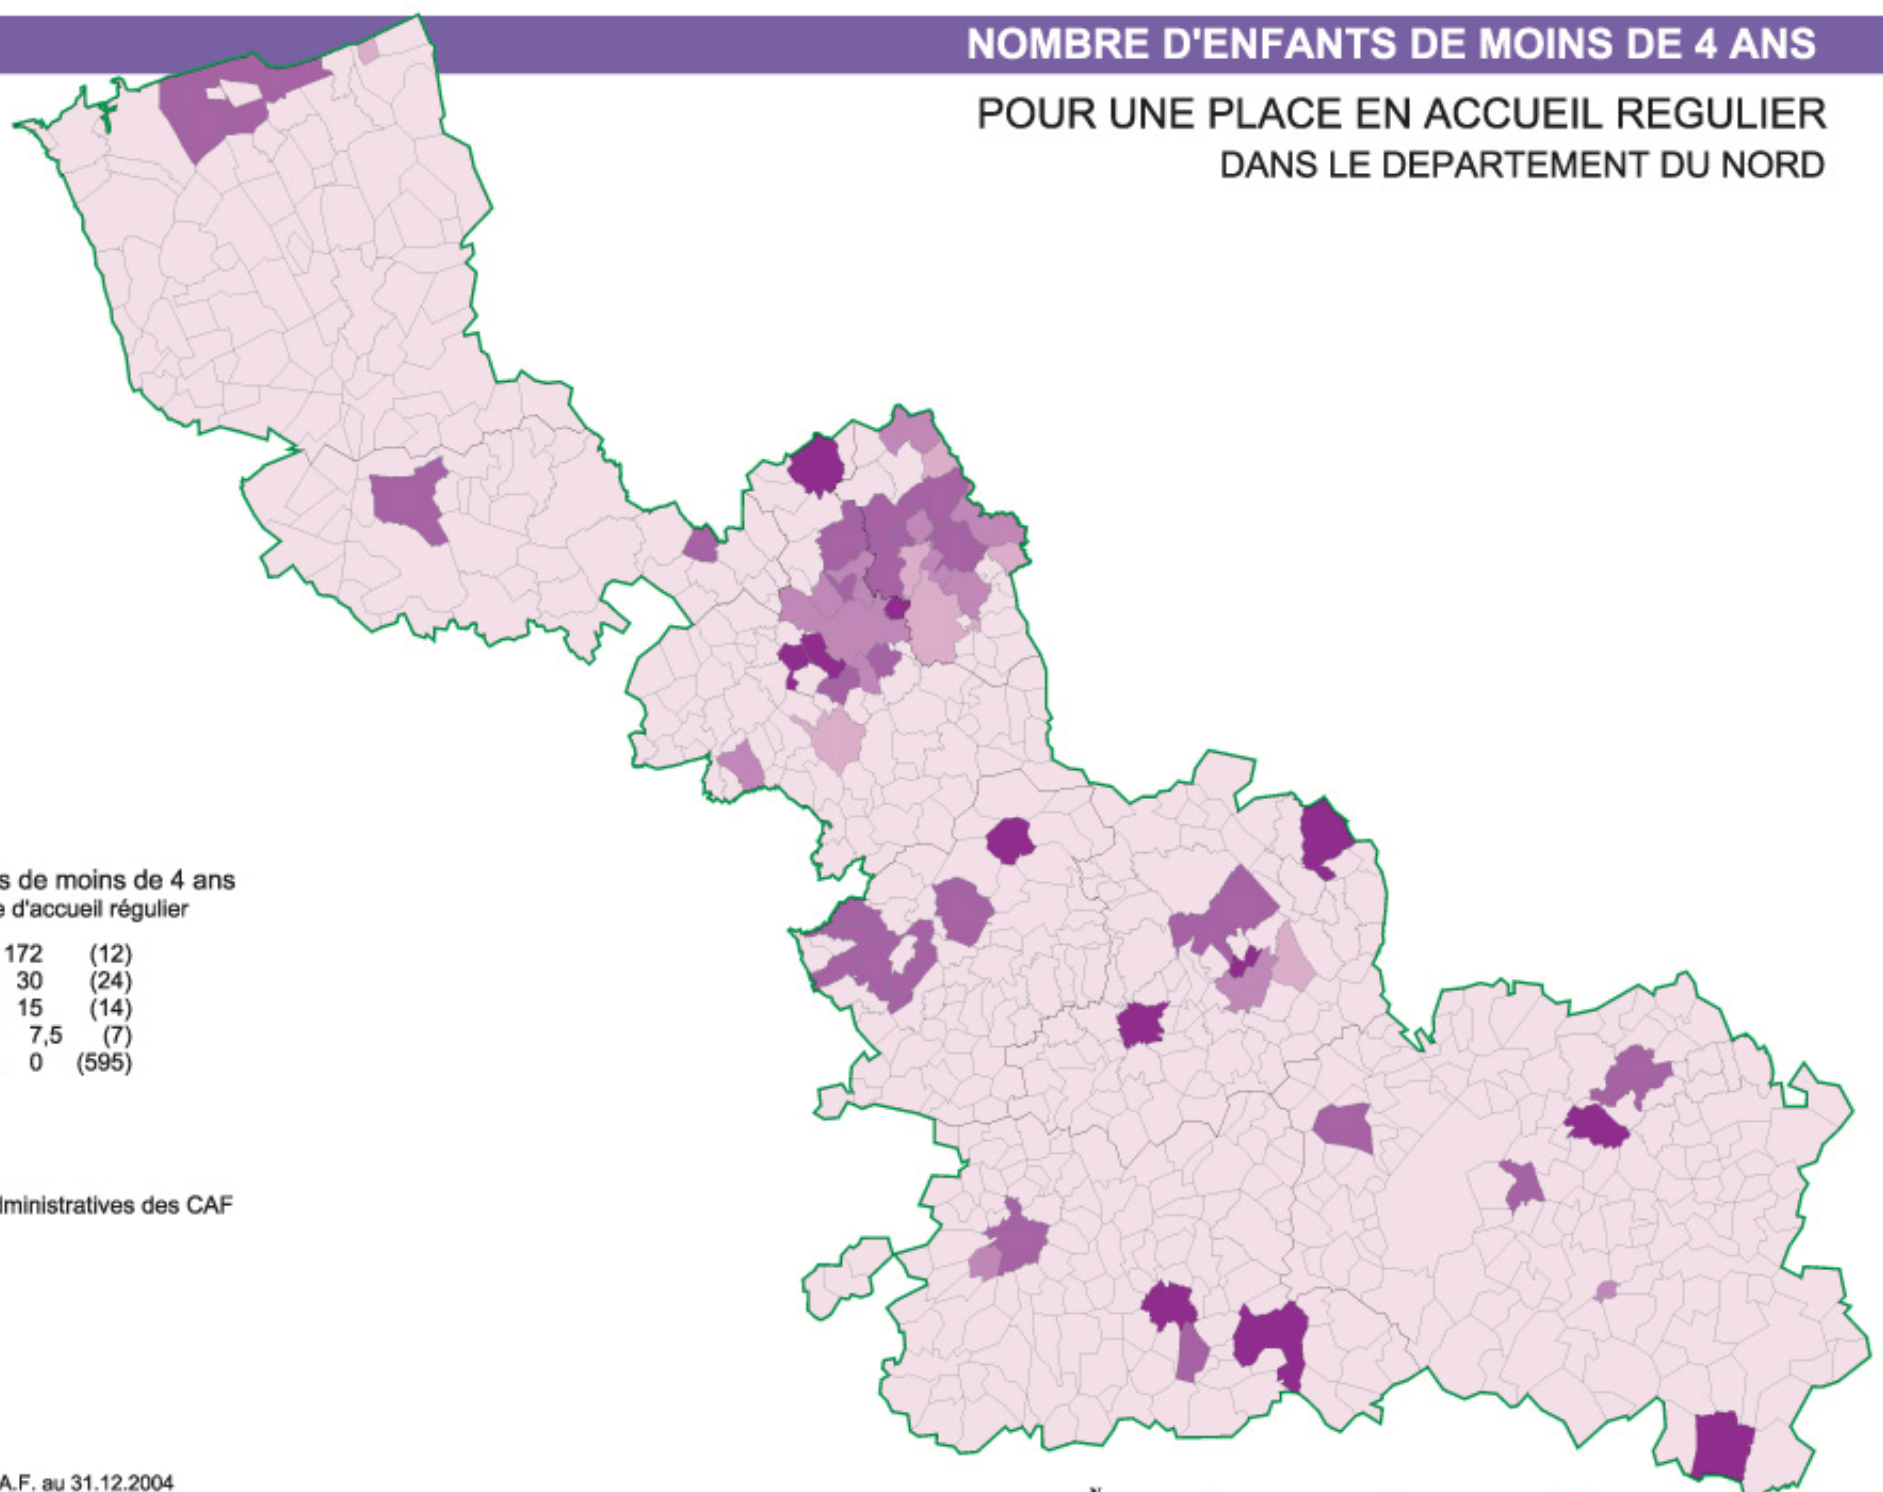 NOMBRE D'ENFANTS DE MOINS DE 4 ANS
POUR UNE PLACE EN ACCUEIL REGULIER
DANS LE DEPARTEMENT DU NORD
s de moins de 4 ans
e d'accueil régulier
172 (12)
30 (24)
15 (14)
7,5 (7)
0 (595)
dministratives des CAF
A.F. au 31.12.2004
N